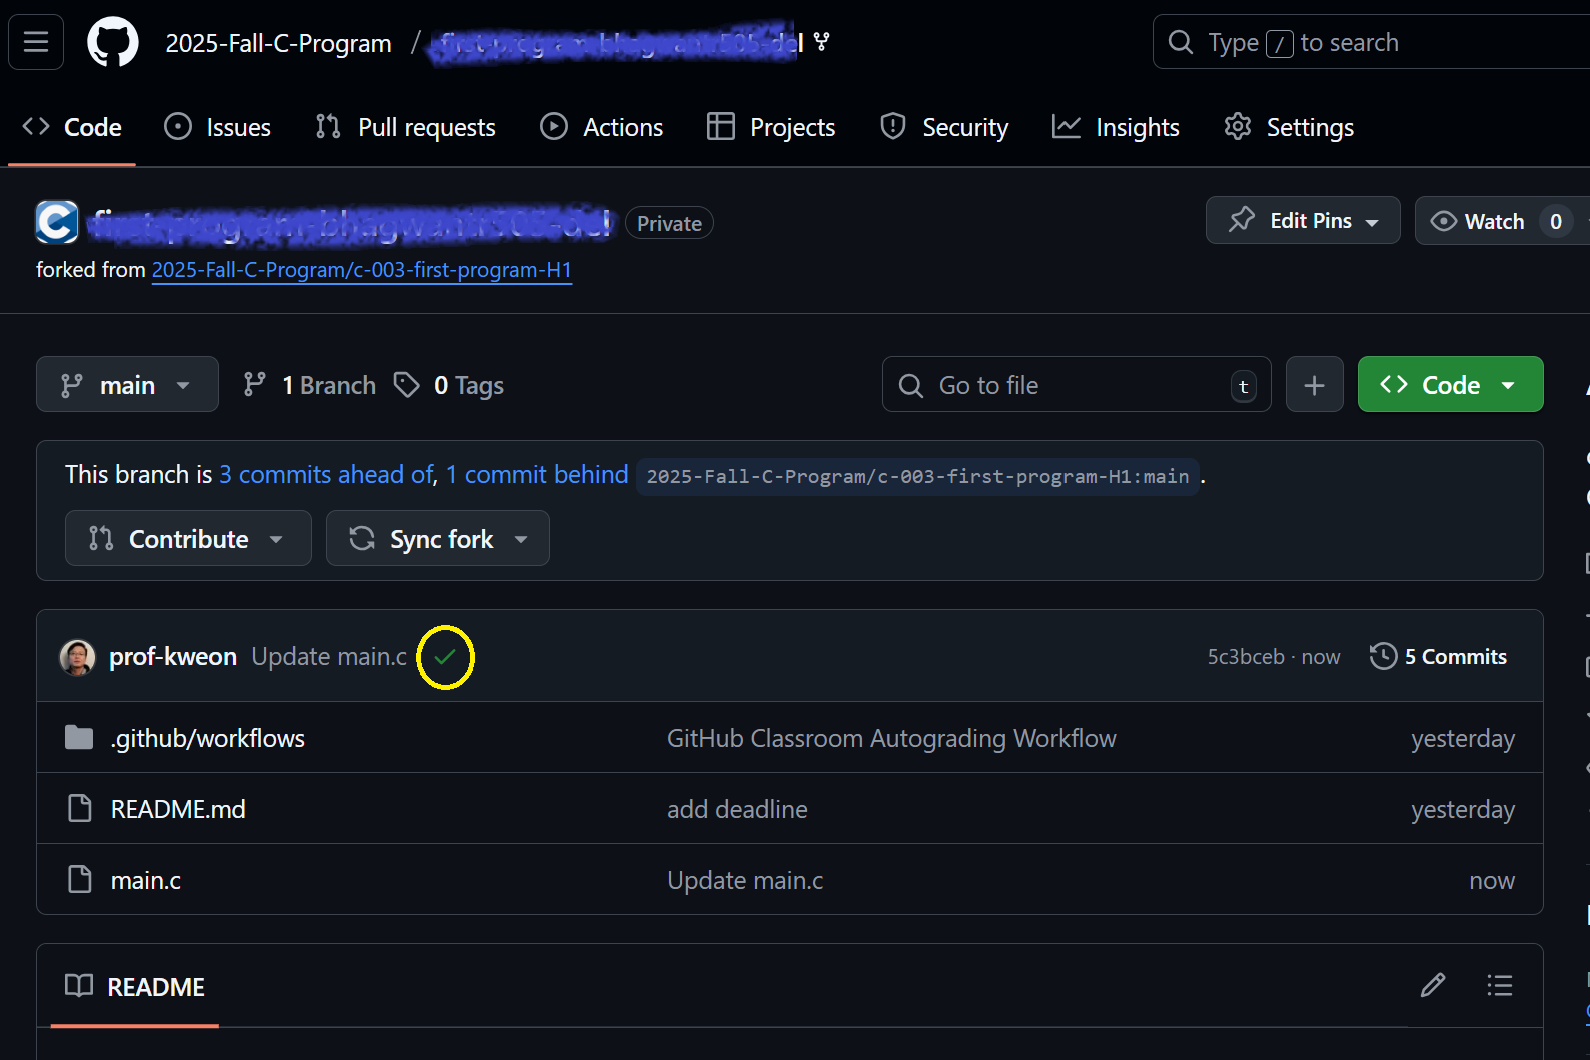 2025-Fall-C-Program /
Type / to search
Code Issues Pull requests Actions Projects Security Insights Settings
Private
Edit Pins Watch 0
forked from 2025-Fall-C-Program/c-003-first-program-H1
main 1 Branch 0 Tags Go to file t + Code
This branch is 3 commits ahead of, 1 commit behind 2025-Fall-C-Program/c-003-first-program-H1:main .
Contribute Sync fork
prof-kweon Update main.c 5c3bceb · now 5 Commits
.github/workflows GitHub Classroom Autograding Workflow yesterday
README.md add deadline yesterday
main.c Update main.c now
README